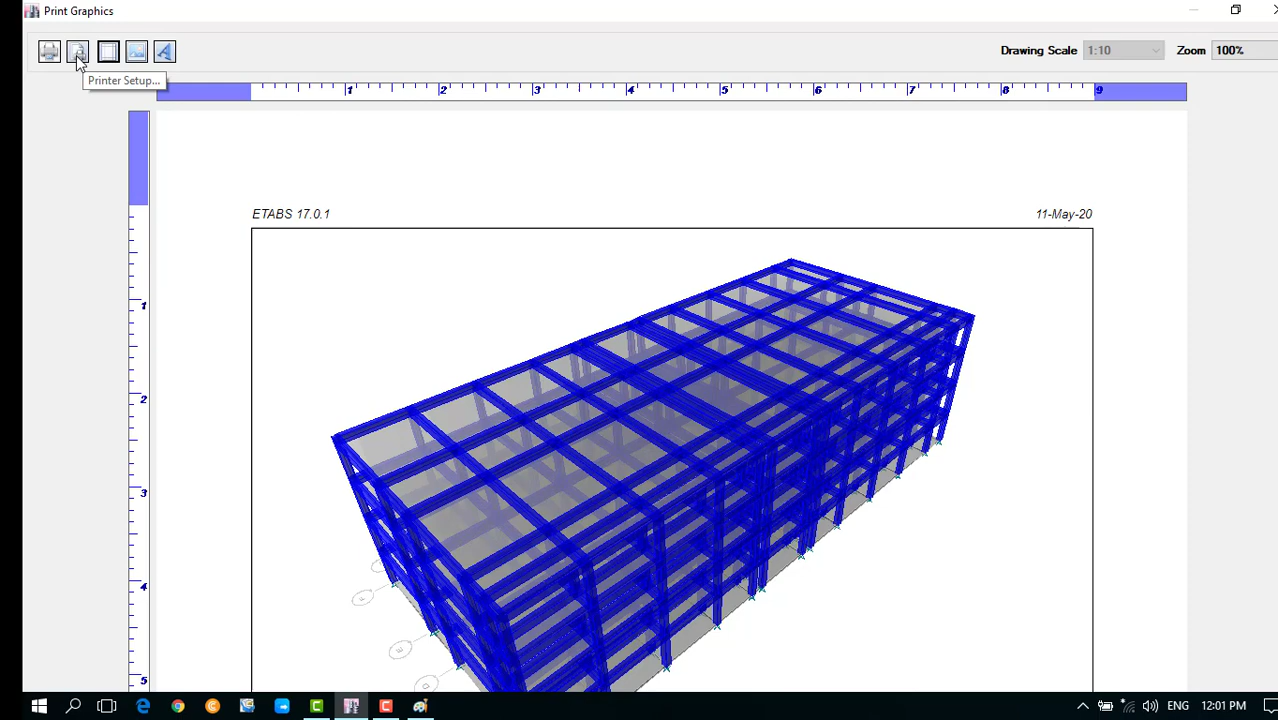 Print Graphics
Drawing Scale 1:10 Zoom 100%
Printer Setup...
1 2 3 4 5 6 7 8 9
ETABS 17.0.1 11-May-20
1
2
3
4
5
ENG 12:01 PM